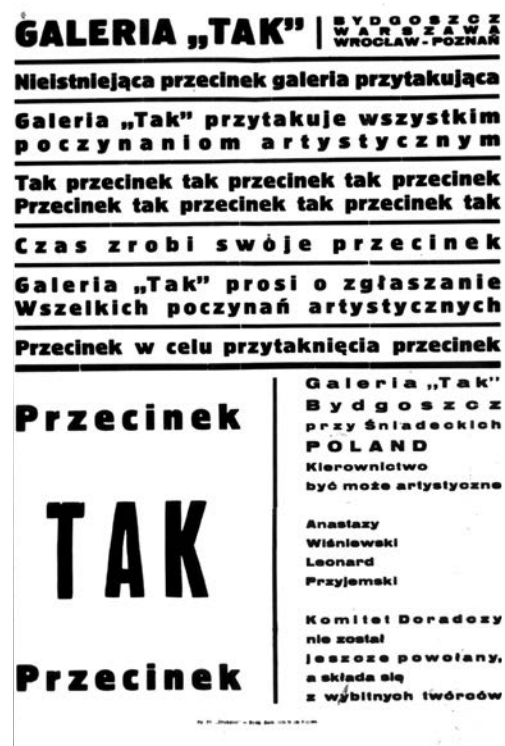 GALERIA „TAK”
BYDGOSZCZ
WARSZAWA
WROCLAW-POZNAŃ
Nieistniejąca przecinek galeria przytakująca
Galeria „Tak” przytakuje wszystkim
poczynaniom artystycznym
Tak przecinek tak przecinek tak przecinek
Przecinek tak przecinek tak przecinek tak
Czas zrobi swóje przecinek
Galeria „Tak” prosi o zgłaszanie
Wszelkich poczynań artystycznych
Przecinek w celu przytaknięcia przecinek
Przecinek
TAK
Przecinek
Galeria „Tak”
Bydgoszcz
przy Śniadeckich
POLAND
Kierownictwo
być może artystyczne
Anastazy
Wiśniewski
Leonard
Przyjemski
Komitet Doradozy
nie został
jeszcze powołany,
a składa się
z wybitnych twórców